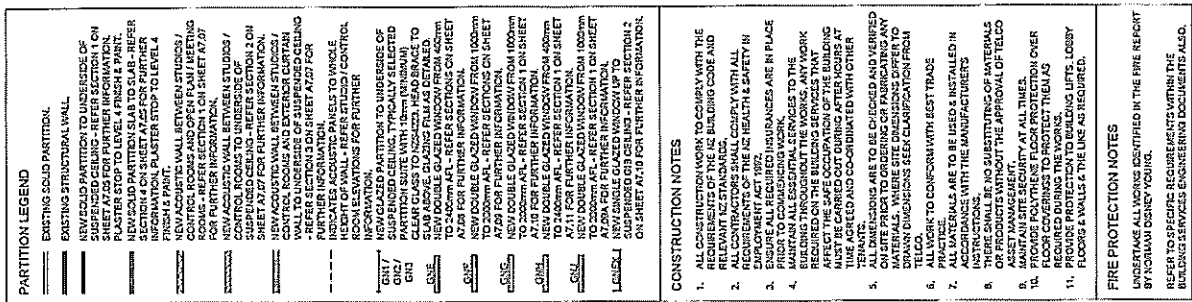 PARTITION LEGEND
EXISTING SOLID PARTITION.
EXISTING STRUCTURAL WALL.
NEW SOLID PARTITION TO UNDERSIDE OF
SUSPENDED CEILING - REFER SECTION 1 ON
SHEET A7.05 FOR FURTHER INFORMATION.
PLASTER STOP TO LEVEL 4 FINISH & PAINT.
NEW SOLID PARTITION SLAB TO SLAB - REFER
SECTION 4 ON SHEET A7.05 FOR FURTHER
INFORMATION. PLASTER STOP TO LEVEL 4
FINISH & PAINT.
NEW ACOUSTIC WALL BETWEEN STUDIOS /
CONTROL ROOMS AND OPEN PLAN / MEETING
ROOMS - REFER SECTION 1 ON SHEET A7.07
FOR FURTHER INFORMATION.
NEW ACOUSTIC WALL BETWEEN STUDIOS /
CONTROL ROOMS TO UNDERSIDE OF
SUSPENDED CEILING - REFER SECTION 2 ON
SHEET A7.07 FOR FURTHER INFORMATION.
NEW ACOUSTIC WALL BETWEEN STUDIOS /
CONTROL ROOMS AND EXTERIOR CURTAIN
WALL TO UNDERSIDE OF SUSPENDED CEILING
- REFER SECTION 3 ON SHEET A7.07 FOR
FURTHER INFORMATION.
INDICATES ACOUSTIC PANELS TO WHOLE
HEIGHT OF WALL - REFER STUDIO / CONTROL
ROOM ELEVATIONS FOR FURTHER
INFORMATION.
GN1 /
GN2 /
GN3
NEW GLAZED PARTITION TO UNDERSIDE OF
SUSPENDED CEILING, TYPICALLY SELECTED
PARTITION SUITE WITH 10mm (MINIMUM)
CLEAR GLASS TO NZS4223. HEAD BRACE TO
SLAB ABOVE. GLAZING FILM AS DETAILED.
NEW DOUBLE GLAZED WINDOW FROM 400mm
TO 2400mm AFL - REFER SECTIONS ON SHEET
A7.08 FOR FURTHER INFORMATION.
NEW DOUBLE GLAZED WINDOW FROM 1000mm
TO 2200mm AFL - REFER SECTIONS ON SHEET
A7.09 FOR FURTHER INFORMATION.
GNG
NEW DOUBLE GLAZED WINDOW FROM 1000mm
TO 2200mm AFL - REFER SECTIONS ON SHEET
A7.10 FOR FURTHER INFORMATION.
GNH
NEW DOUBLE GLAZED WINDOW FROM 400mm
TO 2400mm AFL - REFER SECTION 1 ON SHEET
A7.11 FOR FURTHER INFORMATION.
GNJ
NEW DOUBLE GLAZED WINDOW FROM 1000mm
TO 2200mm AFL - REFER SECTION 1 ON SHEET
A7.09A FOR FURTHER INFORMATION.
NEW SINGLE GLAZED WINDOW UP TO
SUSPENDED GIB CEILING - REFER SECTION 2
ON SHEET A7.10 FOR FURTHER INFORMATION.
CONSTRUCTION NOTES
1. ALL CONSTRUCTION WORK TO COMPLY WITH THE
REQUIREMENTS OF THE NZ BUILDING CODE AND
RELEVANT NZ STANDARDS.
2. ALL CONTRACTORS SHALL COMPLY WITH ALL
REQUIREMENTS OF THE NZ HEALTH & SAFETY IN
EMPLOYMENT ACT 1992.
3. ENSURE ALL REQUIRED INSURANCES ARE IN PLACE
PRIOR TO COMMENCING WORK.
4. MAINTAIN ALL ESSENTIAL SERVICES TO THE
BUILDING THROUGHOUT THE WORKS. ANY WORK
REQUIRED ON THE BUILDING SERVICES THAT
AFFECT THE SAFE OCCUPATION OF THE BUILDING
MUST BE CARRIED OUT DURING AFTER HOURS AT
TIME AGREED AND CO-ORDINATED WITH OTHER
TENANTS.
5. ALL DIMENSIONS ARE TO BE CHECKED AND VERIFIED
ON SITE PRIOR TO ORDERING OR FABRICATING ANY
MATERIALS. WHERE SITE DIMENSIONS DIFFER TO
DRAWN DIMENSIONS SEEK CLARIFICATION FROM
TELCO.
6. ALL WORK TO CONFORM WITH BEST TRADE
PRACTICE.
7. ALL MATERIALS ARE TO BE USED & INSTALLED IN
ACCORDANCE WITH THE MANUFACTURERS
INSTRUCTIONS.
8. THERE SHALL BE NO SUBSTITUTING OF MATERIALS
OR PRODUCTS WITHOUT THE APPROVAL OF TELCO
ASSET MANAGEMENT.
9. MAINTAIN SITE SECURITY AT ALL TIMES.
10. PROVIDE POLYTHENE FLOOR PROTECTION OVER
FLOOR COVERINGS TO PROTECT THEM AS
REQUIRED DURING THE WORKS.
11. PROVIDE PROTECTION TO BUILDING LIFTS, LOBBY
FLOORS & WALLS & THE LIKE AS REQUIRED.
FIRE PROTECTION NOTES
UNDERTAKE ALL WORKS IDENTIFIED IN THE FIRE REPORT
BY NORMAN DISNEY YOUNG.
REFER TO SPECIFIC REQUIREMENTS WITHIN THE
BUILDING SERVICES ENGINEERING DOCUMENTS ALSO.